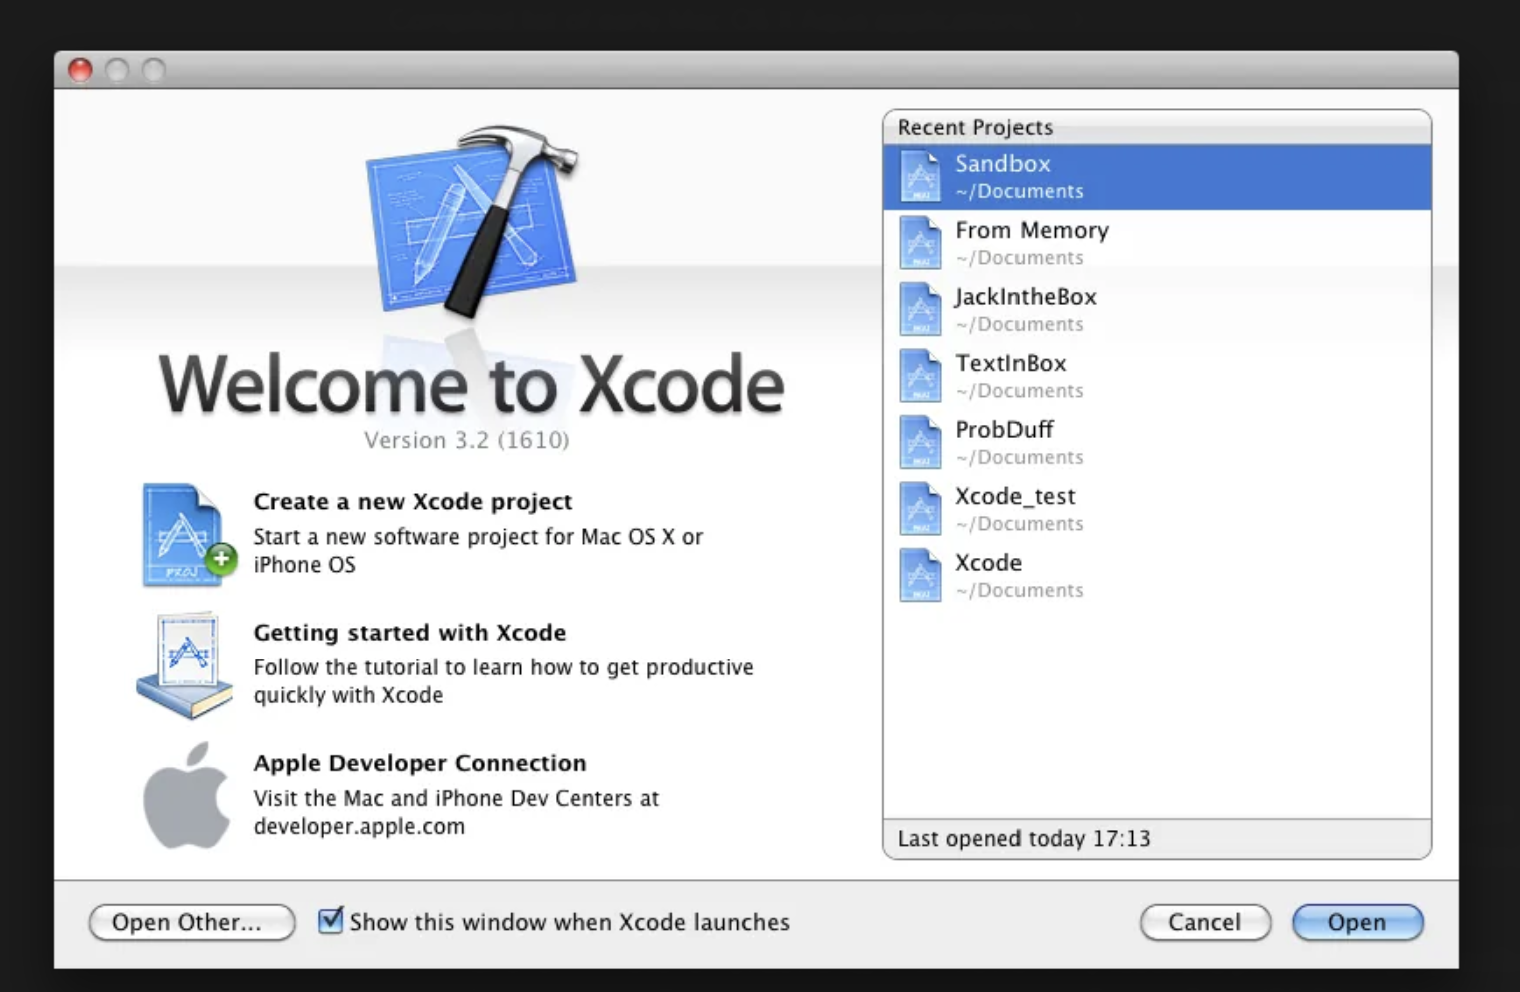 Welcome to Xcode
Version 3.2 (1610)
Create a new Xcode project
Start a new software project for Mac OS X or
iPhone OS
PROJ
Getting started with Xcode
Follow the tutorial to learn how to get productive
quickly with Xcode
Apple Developer Connection
Visit the Mac and iPhone Dev Centers at
developer.apple.com
Recent Projects
Sandbox
~/Documents
From Memory
~/Documents
JackIntheBox
~/Documents
TextInBox
~/Documents
ProbDuff
~/Documents
Xcode_test
~/Documents
Xcode
~/Documents
Last opened today 17:13
Open Other...
Show this window when Xcode launches
Cancel
Open